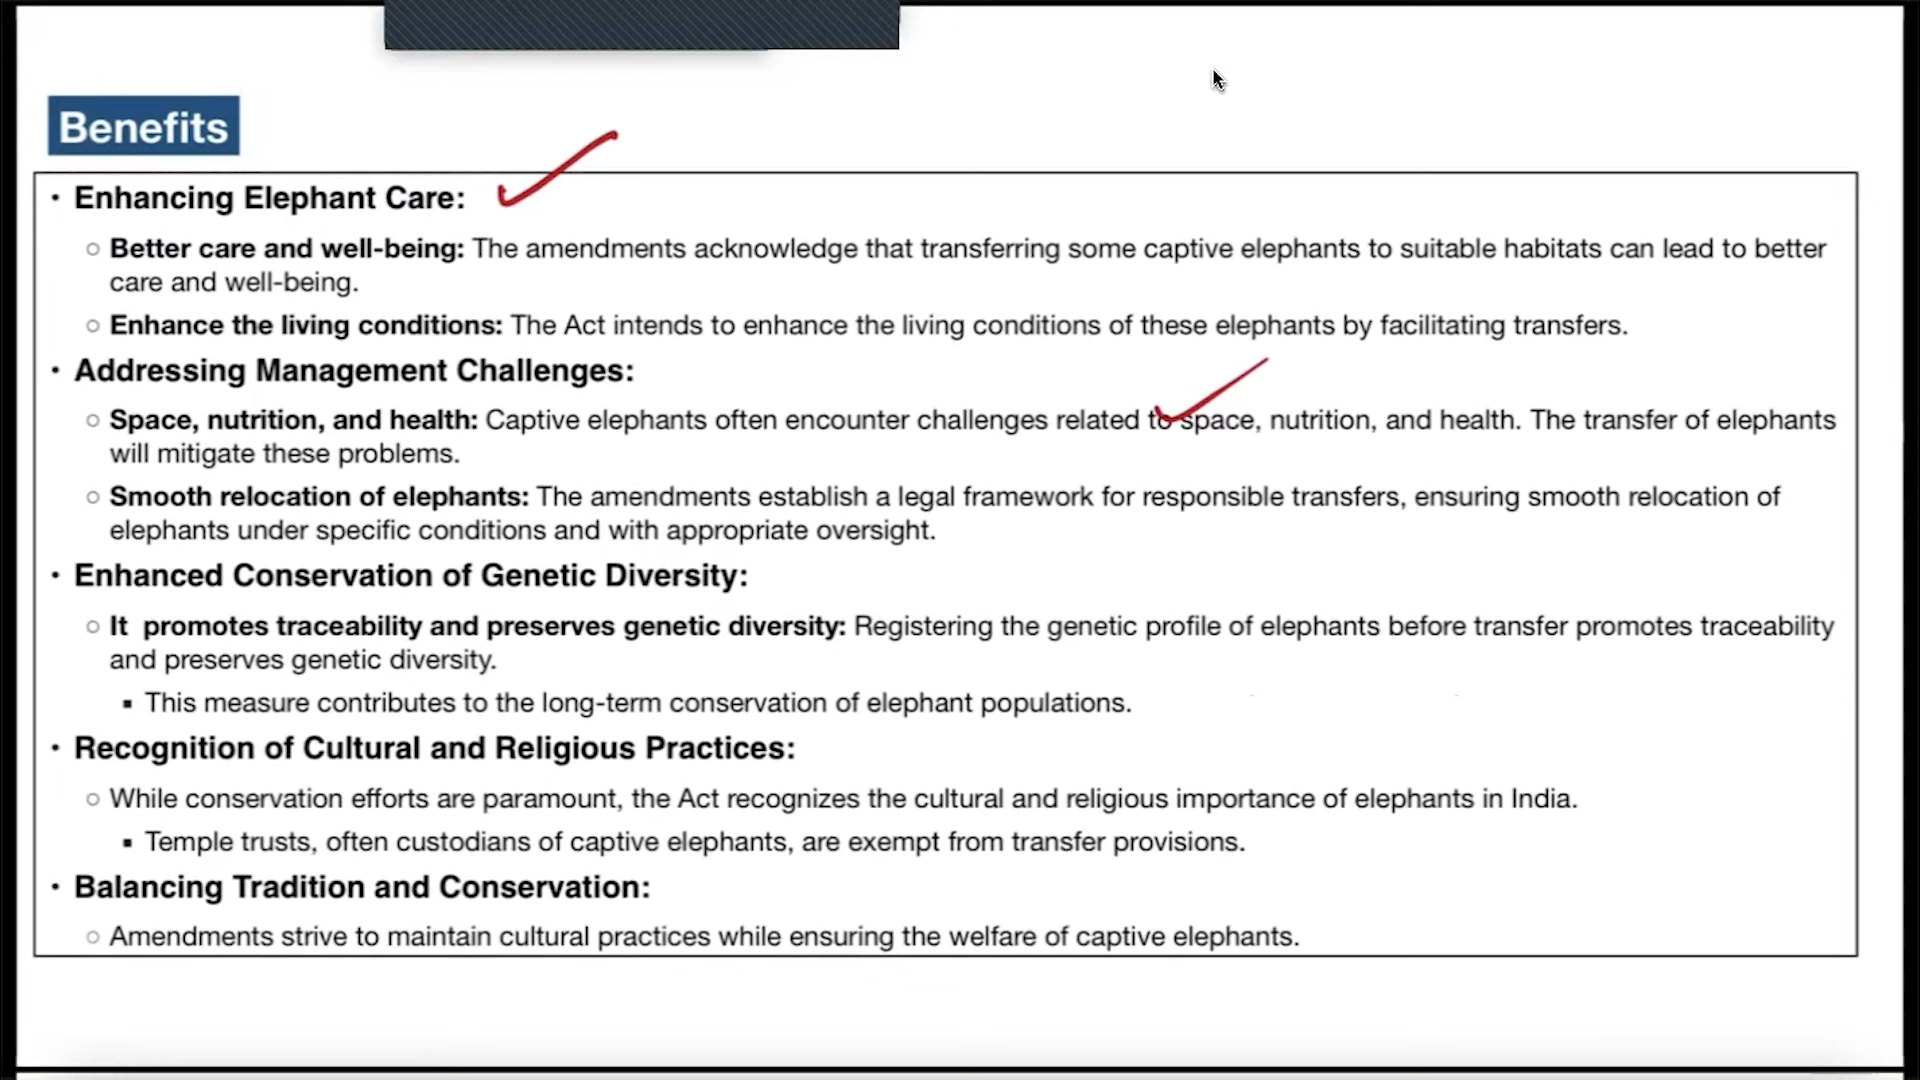 Benefits
• Enhancing Elephant Care:
○ Better care and well-being: The amendments acknowledge that transferring some captive elephants to suitable habitats can lead to better
care and well-being.
○ Enhance the living conditions: The Act intends to enhance the living conditions of these elephants by facilitating transfers.
• Addressing Management Challenges:
○ Space, nutrition, and health: Captive elephants often encounter challenges related to space, nutrition, and health. The transfer of elephants
will mitigate these problems.
○ Smooth relocation of elephants: The amendments establish a legal framework for responsible transfers, ensuring smooth relocation of
elephants under specific conditions and with appropriate oversight.
• Enhanced Conservation of Genetic Diversity:
○ It promotes traceability and preserves genetic diversity: Registering the genetic profile of elephants before transfer promotes traceability
and preserves genetic diversity.
▪ This measure contributes to the long-term conservation of elephant populations.
• Recognition of Cultural and Religious Practices:
○ While conservation efforts are paramount, the Act recognizes the cultural and religious importance of elephants in India.
▪ Temple trusts, often custodians of captive elephants, are exempt from transfer provisions.
• Balancing Tradition and Conservation:
○ Amendments strive to maintain cultural practices while ensuring the welfare of captive elephants.